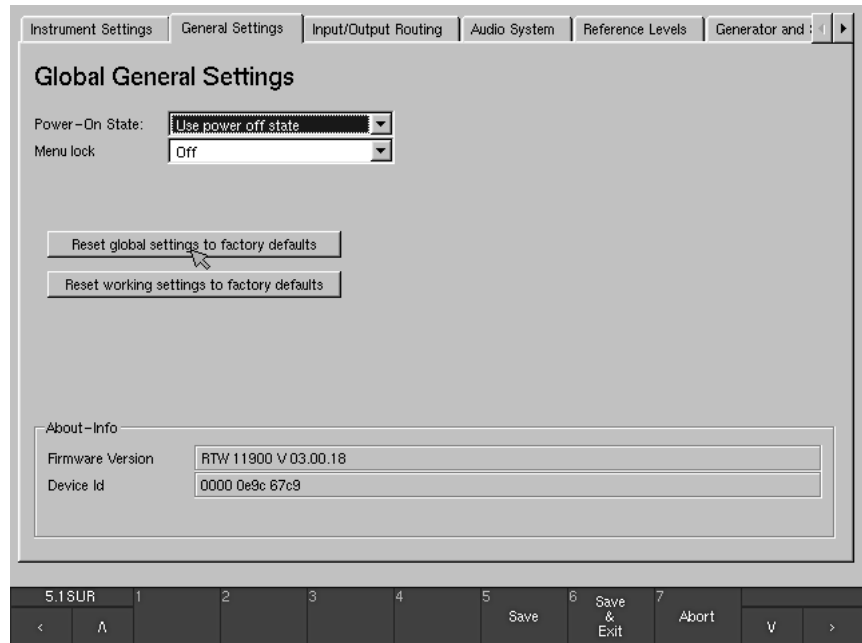 Instrument Settings General Settings Input/Output Routing Audio System Reference Levels Generator and
Global General Settings
Power-On State: Use power off state
Menu lock Off
Reset global settings to factory defaults
Reset working settings to factory defaults
About-Info
Firmware Version RTW 11900 V 03.00.18
Device Id 0000 0e9c 67c9
5.1SUR 1 2 3 4 5 6 7
Save Save & Exit Abort
< Λ V >